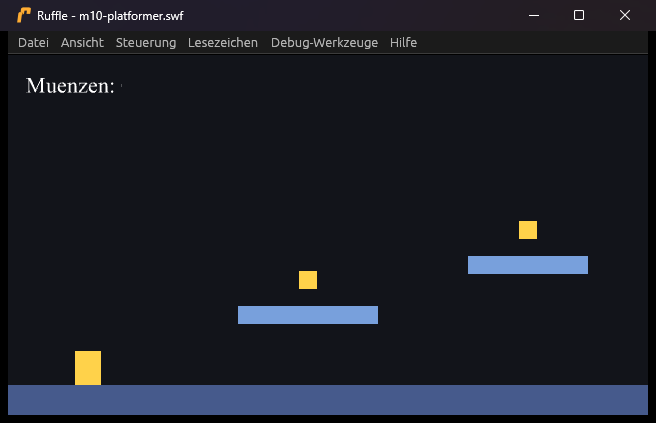 Ruffle - m10-platformer.swf
Datei Ansicht Steuerung Lesezeichen Debug-Werkzeuge Hilfe
Muenzen: